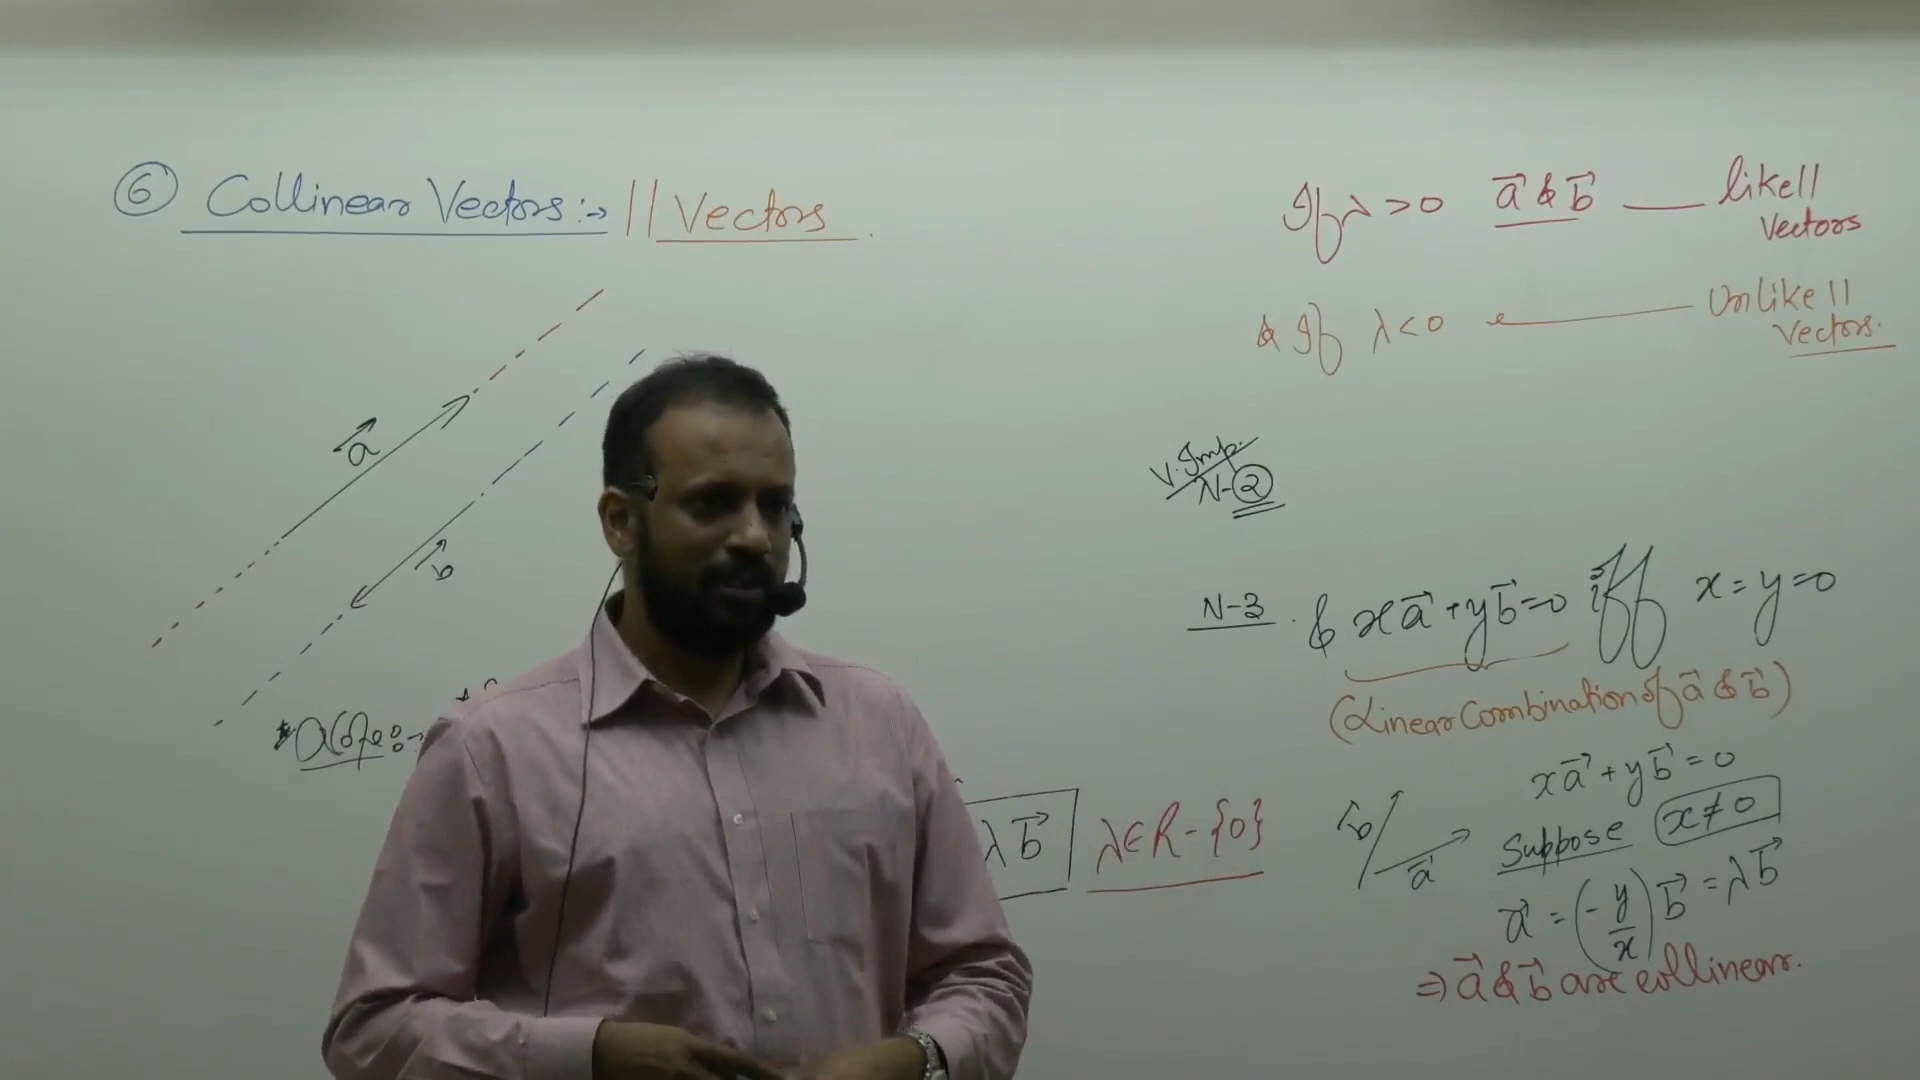 ⑥ Collinear Vectors :→ || Vectors
a⃗
b⃗
λb⃗ λ∈R-{0}
If λ>0 a⃗ & b⃗ — like||
Vectors
& If λ<0 — Unlike||
Vectors.
V.Imp.
N-②
N-3 & xa⃗+yb⃗=0 iff x=y=0
(Linear Combination of a⃗ & b⃗)
b⃗
a⃗
xa⃗+yb⃗=0
Suppose x≠0
a⃗ = (-y/x)b⃗ = λb⃗
⇒ a⃗ & b⃗ are collinear.